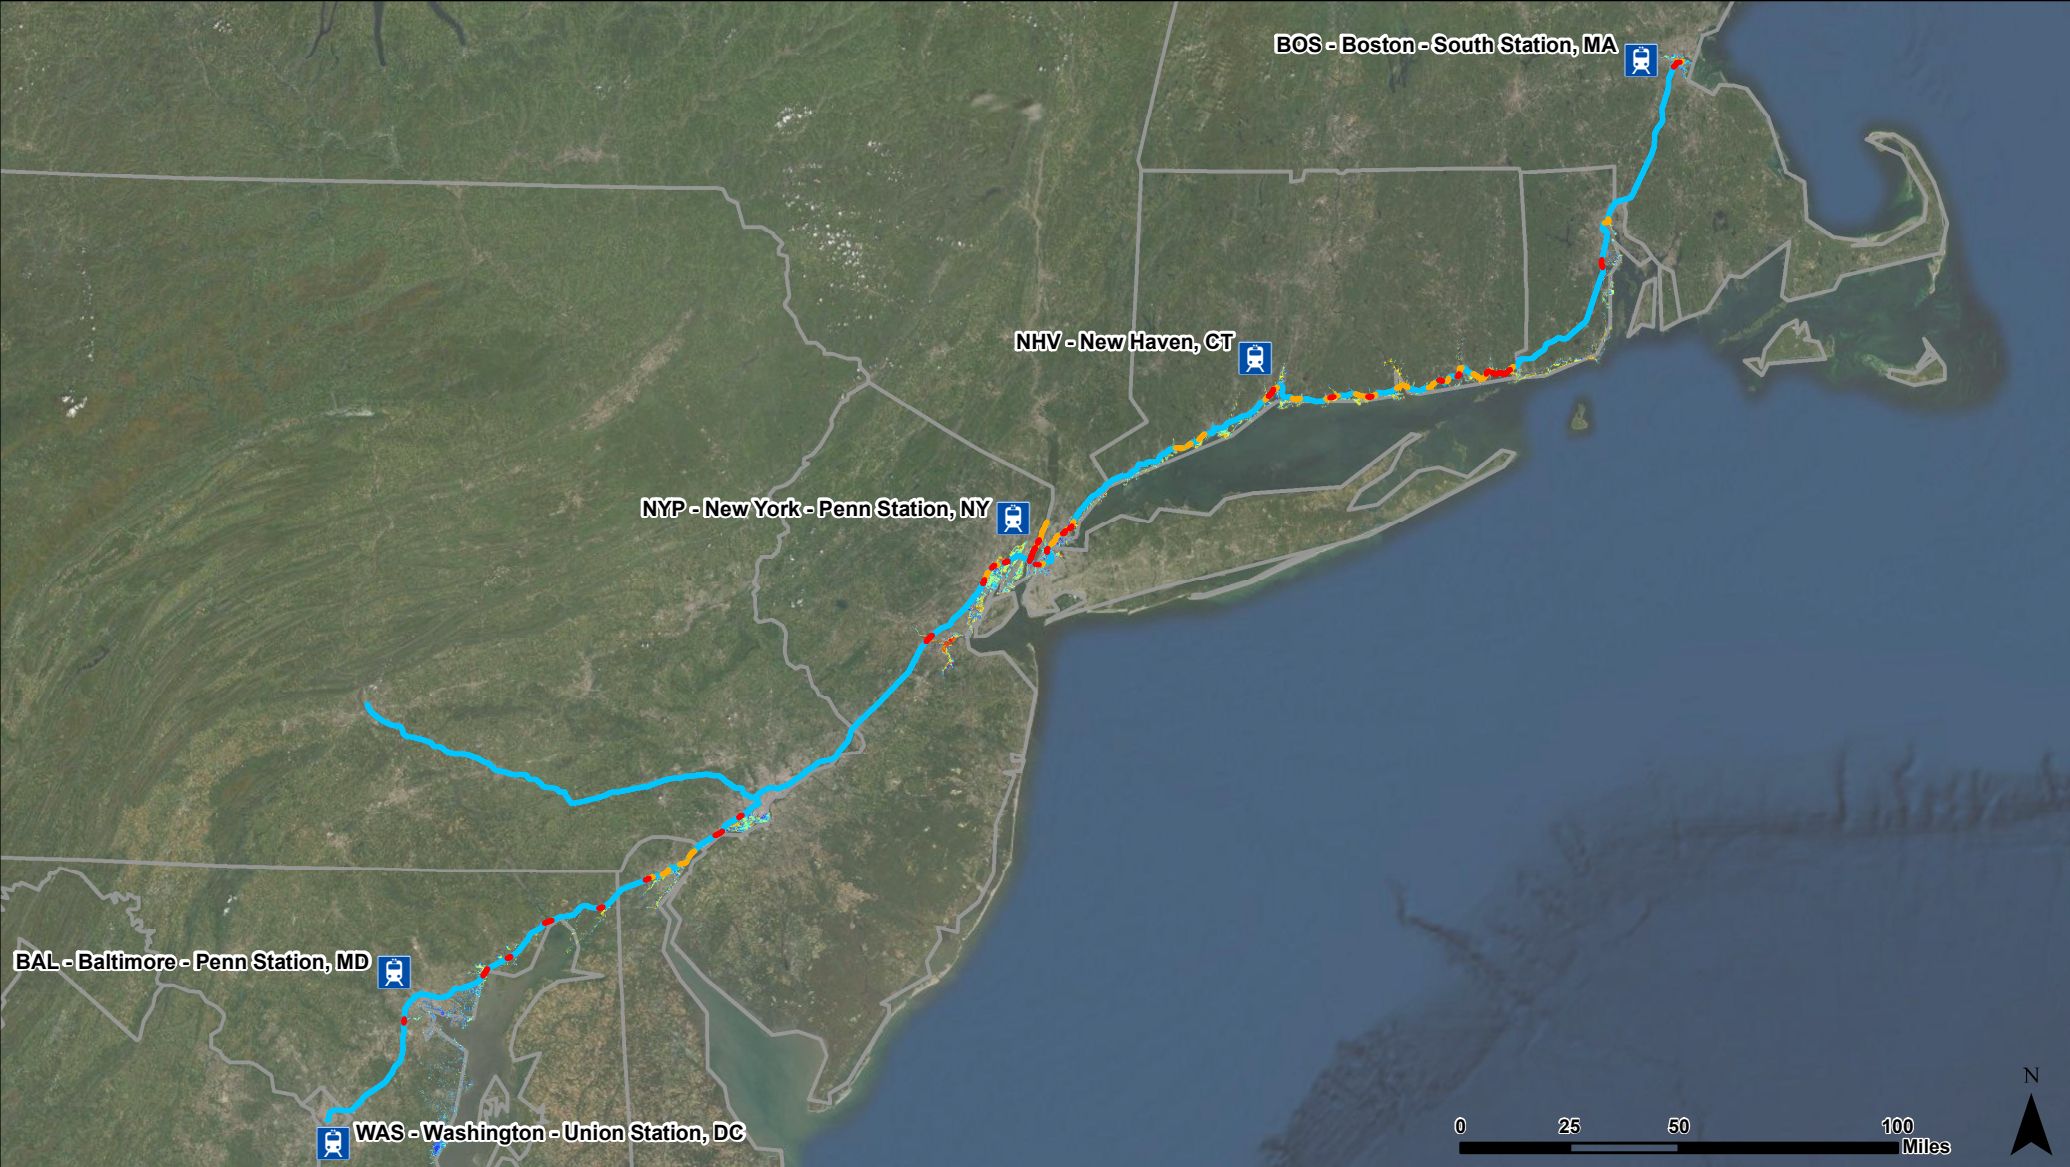 BOS - Boston - South Station, MA
NHV - New Haven, CT
NYP - New York - Penn Station, NY
BAL - Baltimore - Penn Station, MD
WAS - Washington - Union Station, DC
N
0 25 50 100
Miles